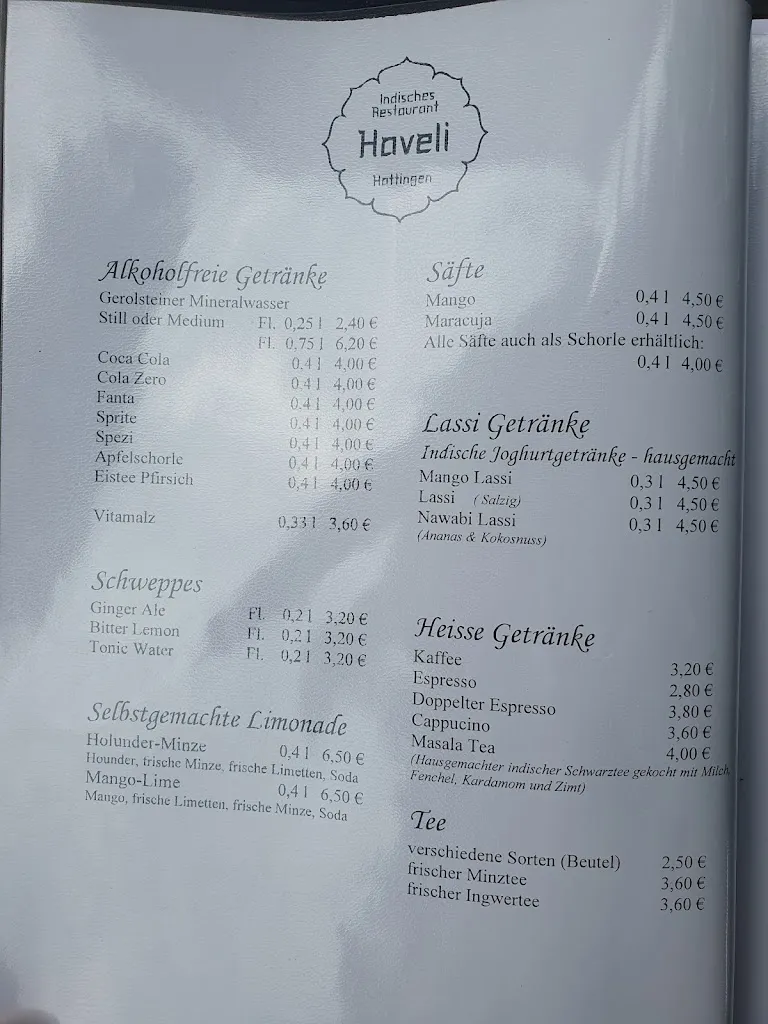 Indisches
Restaurant
Haveli
Hattingen
Alkoholfreie Getränke
Gerolsteiner Mineralwasser
Still oder Medium Fl. 0,25 l 2,40 €
Fl. 0,75 l 6,20 €
Coca Cola 0,4 l 4,00 €
Cola Zero 0,4 l 4,00 €
Fanta 0,4 l 4,00 €
Sprite 0,4 l 4,00 €
Spezi 0,4 l 4,00 €
Apfelschorle 0,4 l 4,00 €
Eistee Pfirsich 0,4 l 4,00 €
Vitamalz 0,33 l 3,60 €
Schweppes
Ginger Ale Fl. 0,2 l 3,20 €
Bitter Lemon Fl. 0,2 l 3,20 €
Tonic Water Fl. 0,2 l 3,20 €
Selbstgemachte Limonade
Holunder-Minze 0,4 l 6,50 €
Hounder, frische Minze, frische Limetten, Soda
Mango-Lime 0,4 l 6,50 €
Mango, frische Limetten, frische Minze, Soda
Säfte
Mango 0,4 l 4,50 €
Maracuja 0,4 l 4,50 €
Alle Säfte auch als Schorle erhältlich:
0,4 l 4,00 €
Lassi Getränke
Indische Joghurtgetränke - hausgemacht
Mango Lassi 0,3 l 4,50 €
Lassi (Salzig) 0,3 l 4,50 €
Nawabi Lassi 0,3 l 4,50 €
(Ananas & Kokosnuss)
Heisse Getränke
Kaffee 3,20 €
Espresso 2,80 €
Doppelter Espresso 3,80 €
Cappucino 3,60 €
Masala Tea 4,00 €
(Hausgemachter indischer Schwarztee gekocht mit Milch,
Fenchel, Kardamom und Zimt)
Tee
verschiedene Sorten (Beutel) 2,50 €
frischer Minztee 3,60 €
frischer Ingwertee 3,60 €